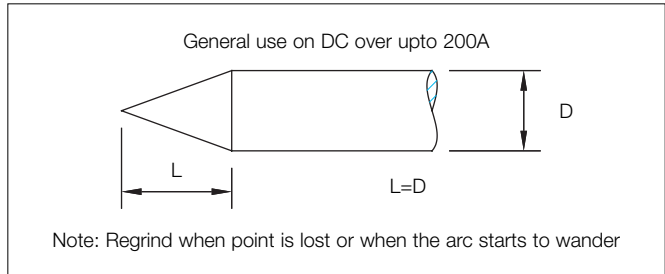 General use on DC over upto 200A
D
L
L=D
Note: Regrind when point is lost or when the arc starts to wander